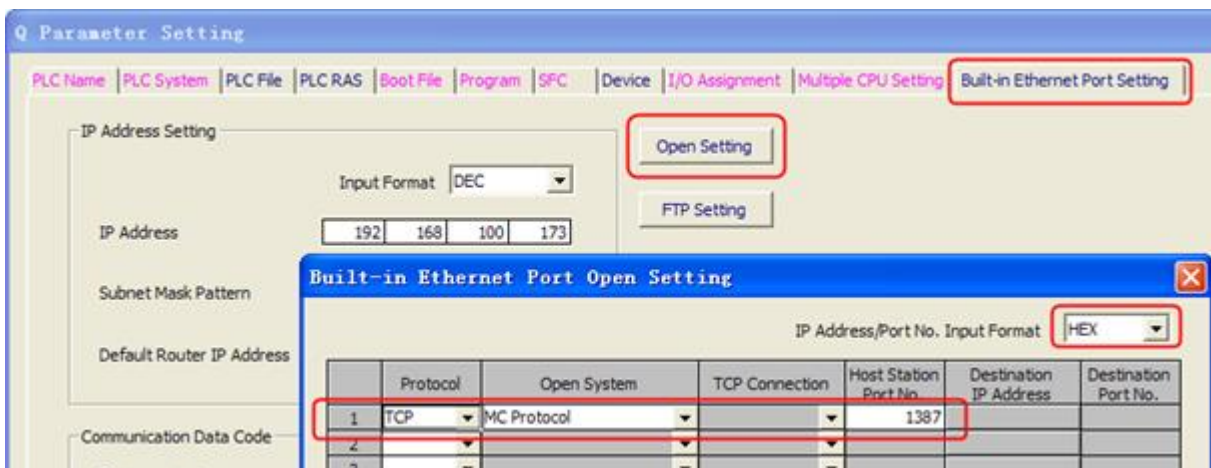 Q Parameter Setting
PLC Name PLC System PLC File PLC RAS Boot File Program SFC Device I/O Assignment Multiple CPU Setting Built-in Ethernet Port Setting
IP Address Setting
Open Setting
Input Format DEC
FTP Setting
IP Address 192 168 100 173
Built-in Ethernet Port Open Setting
Subnet Mask Pattern
IP Address/Port No. Input Format HEX
Default Router IP Address
Protocol Open System TCP Connection Host Station Port No. Destination IP Address Destination Port No.
1 TCP MC Protocol 1387
Communication Data Code
2